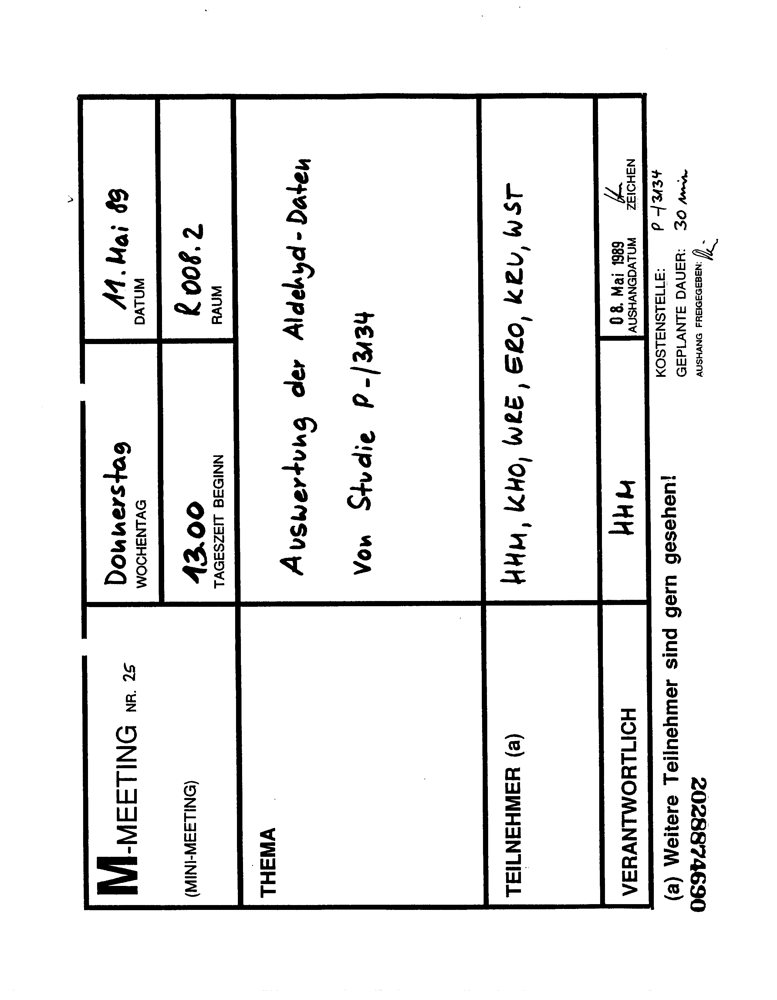 M-MEETING NR. 25
(MINI-MEETING)
Donnerstag
WOCHENTAG
11. Mai 89
DATUM
13.00
TAGESZEIT BEGINN
R 008.2
RAUM
THEMA
Auswertung der Aldehyd-Daten
von Studie P-/3134
TEILNEHMER (a)
HHM, KHO, WRE, ERO, KRU, WST
VERANTWORTLICH
HHM
08. Mai 1989
AUSHANGDATUM
ZEICHEN
(a) Weitere Teilnehmer sind gern gesehen!
KOSTENSTELLE: P-/3134
GEPLANTE DAUER: 30 min
AUSHANG FREIGEGEBEN:
2028874690